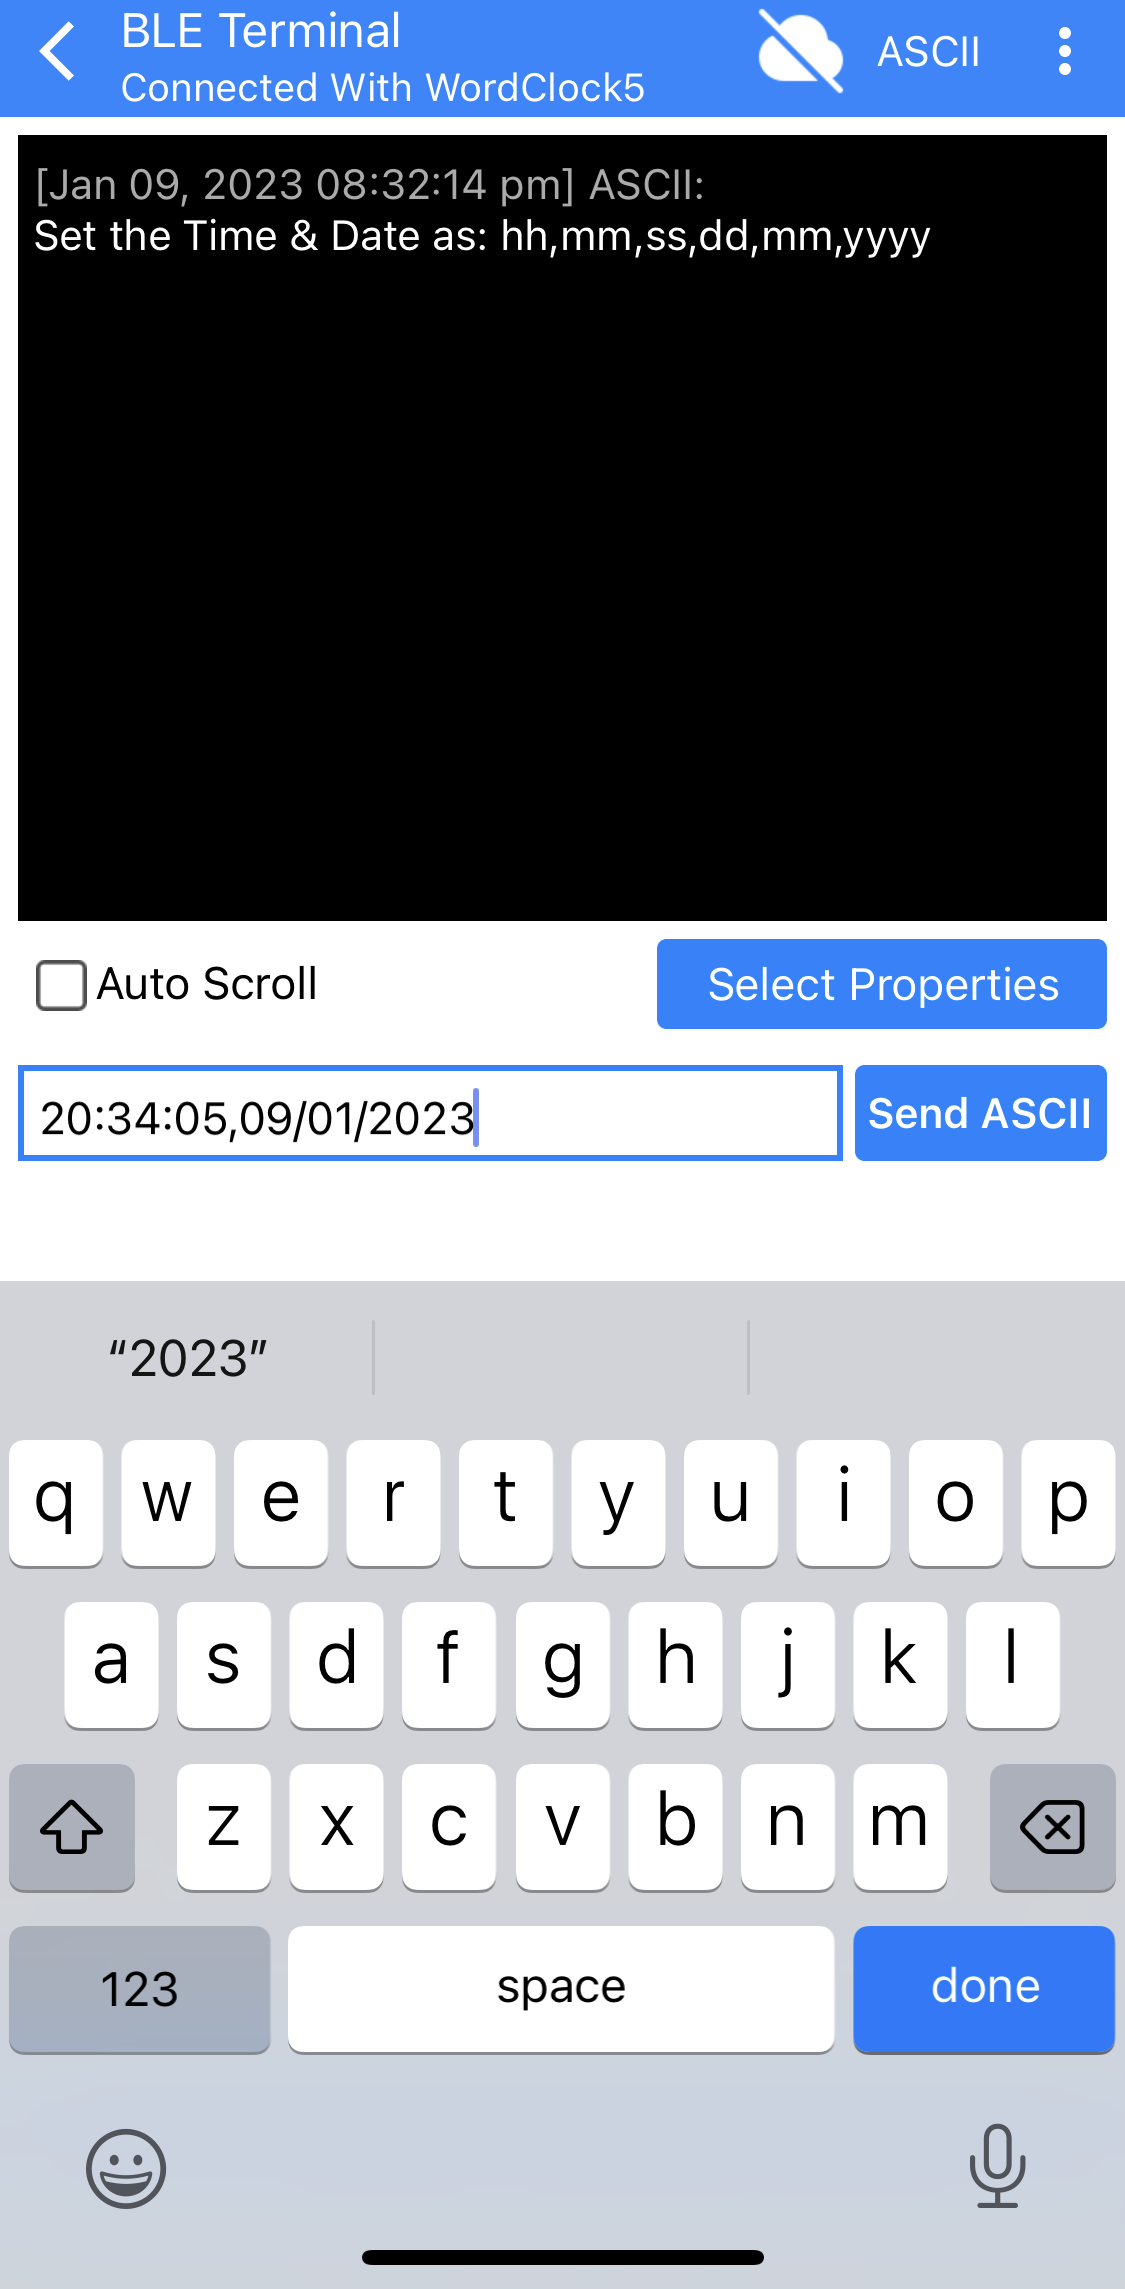 BLE Terminal
Connected With WordClock5
ASCII
[Jan 09, 2023 08:32:14 pm] ASCII:
Set the Time & Date as: hh,mm,ss,dd,mm,yyyy
Auto Scroll
Select Properties
20:34:05,09/01/2023
Send ASCII
“2023”
q w e r t y u i o p
a s d f g h j k l
z x c v b n m
123 space done